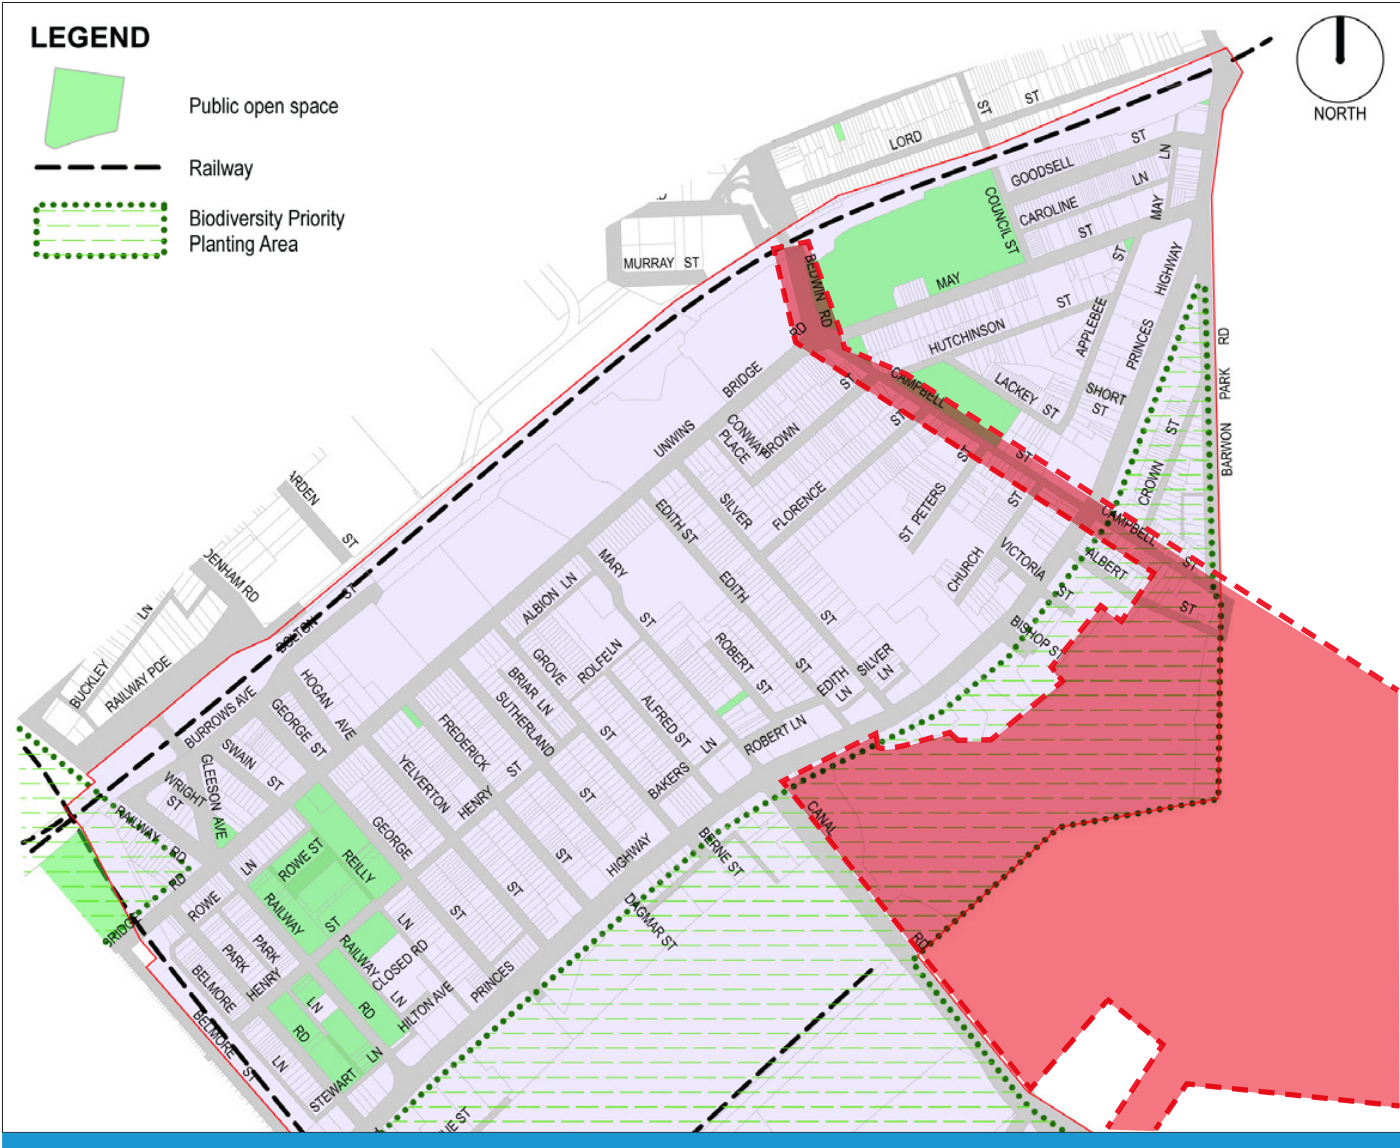 LEGEND
Public open space
Railway
Biodiversity Priority
Planting Area
NORTH
LORD
ST
ST
GOODSELL
ST
LN
CAROLINE
LN
ST
MAY
COUNCIL ST
MURRAY ST
BEDWIN RD
RD
MAY
ST
HIGHWAY
HUTCHINSON
ST
APPLEBEE
PRINCES
BARWON PARK RD
LACKEY ST
SHORT
ST
CAMPBELL
ST
ST
ST
ST
UNWINS BRIDGE
CONWAY
PLACE
BROWN
CROWN ST
SILVER
FLORENCE
ST PETERS
ST
CAMPBELL
ST
ARDEN
ST
EDITH ST
VICTORIA
ST
ALBERT
ST
CHURCH
BISHOP ST
DENHAM RD
LN
ALBION LN
MARY
ST
EDITH
ST
ST
BOLTON
ST
BUCKLEY
RAILWAY PDE
GROVE
ROLFE LN
ROBERT
ST
EDITH
LN
SILVER
LN
BRIAR LN
HOGAN
AVE
BURROWS AVE
GEORGE ST
SUTHERLAND
ST
ALFRED ST
LN
ROBERT LN
SWAIN
ST
FREDERICK
ST
GLEESON AVE
WRIGHT
ST
YELVERTON
HENRY
ST
BAKERS
CANAL
RD
RAILWAY
RD
GEORGE
ST
HIGHWAY
BERNE ST
ROWE ST
REILLY
LN
RD
ROWE
RAILWAY
ST
LN
ST
ST
DAGMAR ST
BRIDGE
PARK
PARK
HENRY
BELMORE
RAILWAY
RD
CLOSED RD
LN
HILTON AVE
PRINCES
LN
RD
BELMORE
ST
LN
LN
STEWART
ST